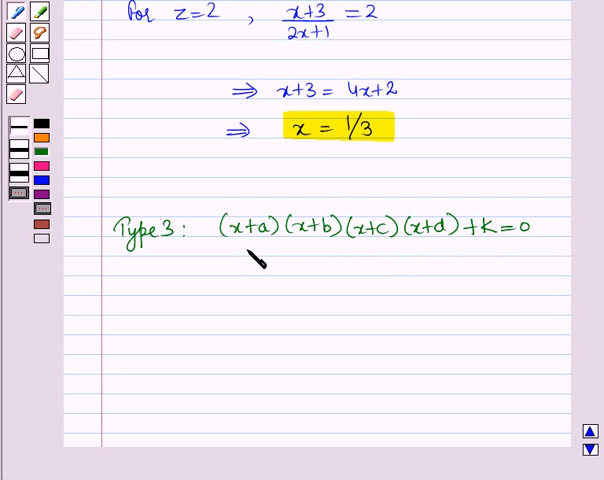 For z=2 , x+3/2x+1 = 2
⇒ x+3 = 4x+2
⇒ x = 1/3
Type 3 : (x+a)(x+b)(x+c)(x+d)+K=0